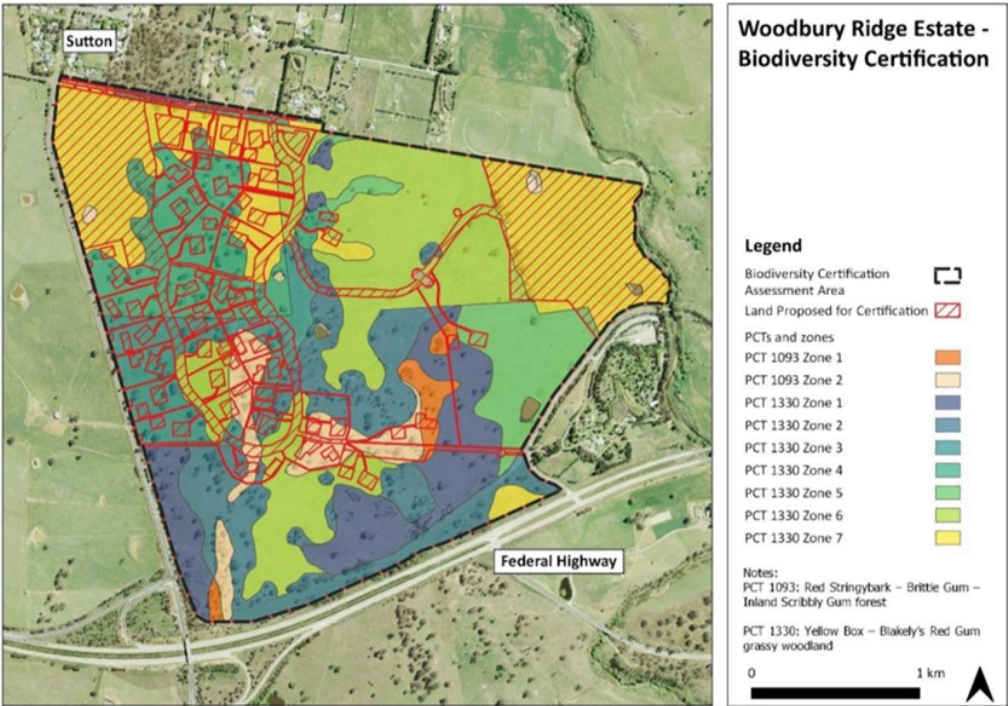 Sutton
Federal Highway
Woodbury Ridge Estate -
Biodiversity Certification
Legend
Biodiversity Certification
Assessment Area
Land Proposed for Certification
PCTs and zones
PCT 1093 Zone 1
PCT 1093 Zone 2
PCT 1330 Zone 1
PCT 1330 Zone 2
PCT 1330 Zone 3
PCT 1330 Zone 4
PCT 1330 Zone 5
PCT 1330 Zone 6
PCT 1330 Zone 7
Notes:
PCT 1093: Red Stringybark – Brittle Gum –
Inland Scribbly Gum forest
PCT 1330: Yellow Box – Blakely's Red Gum
grassy woodland
0 1 km